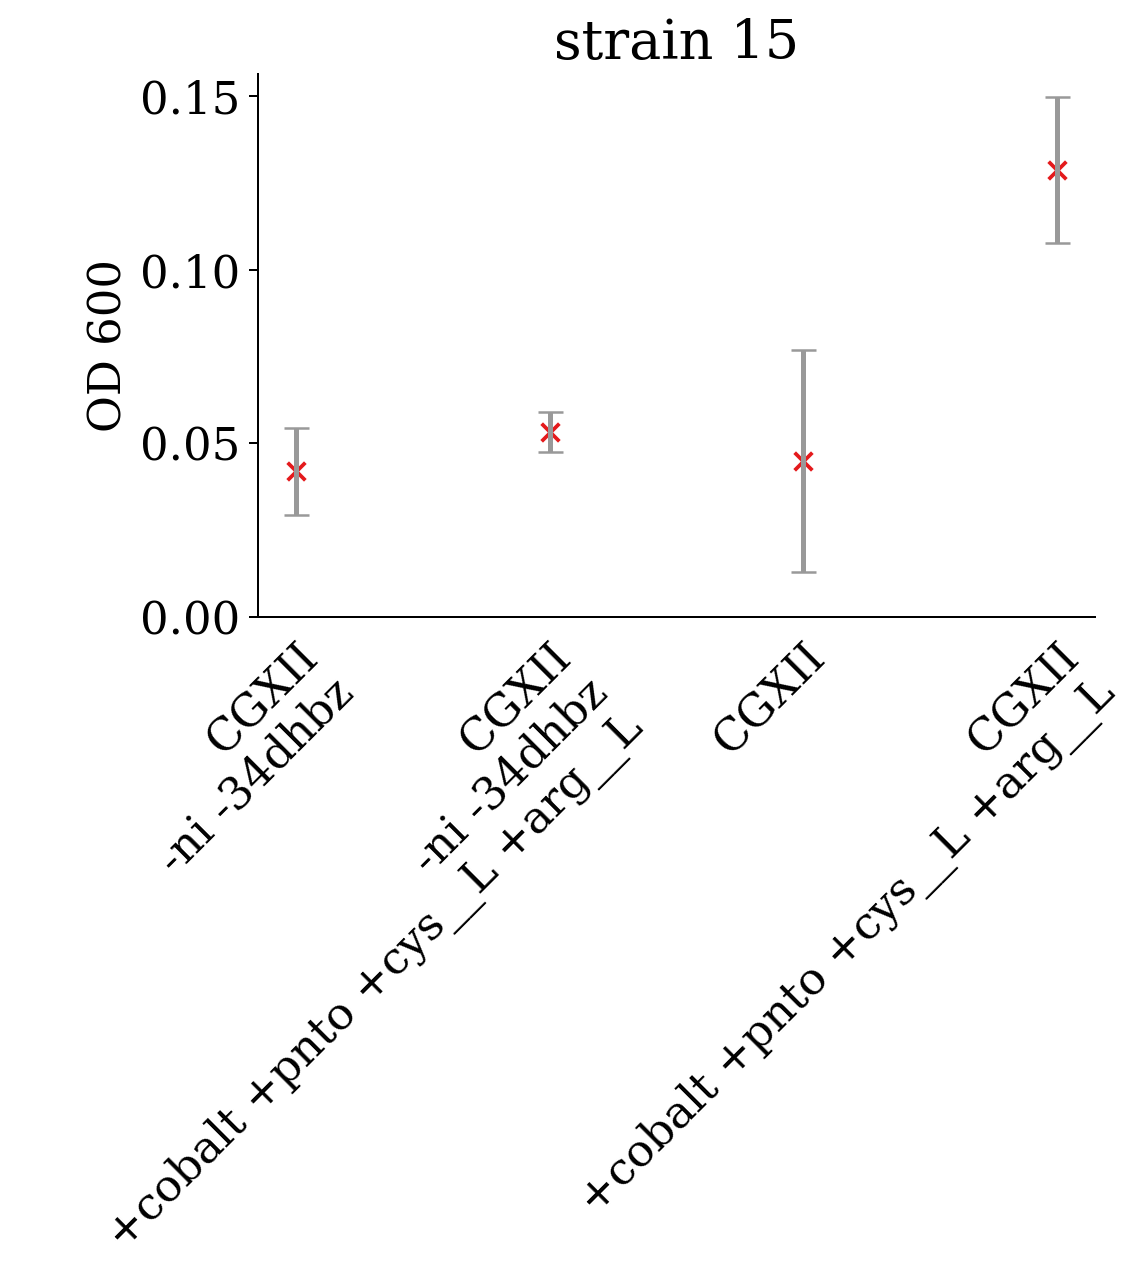 strain 15
OD 600
0.15
0.10
0.05
0.00
CGXII
-ni -34dhbz
CGXII
-ni -34dhbz
+cobalt +pnto +cys__L +arg__L
CGXII
CGXII
+cobalt +pnto +cys__L +arg__L